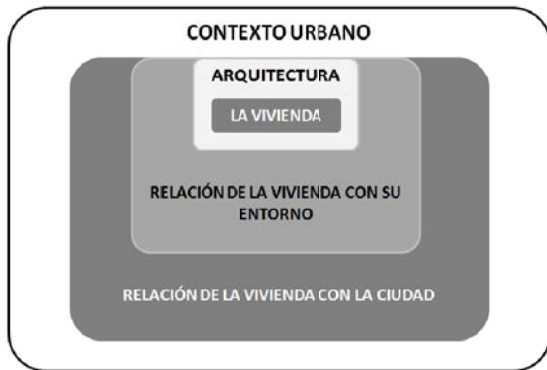 CONTEXTO URBANO
ARQUITECTURA
LA VIVIENDA
RELACIÓN DE LA VIVIENDA CON SU
ENTORNO
RELACIÓN DE LA VIVIENDA CON LA CIUDAD